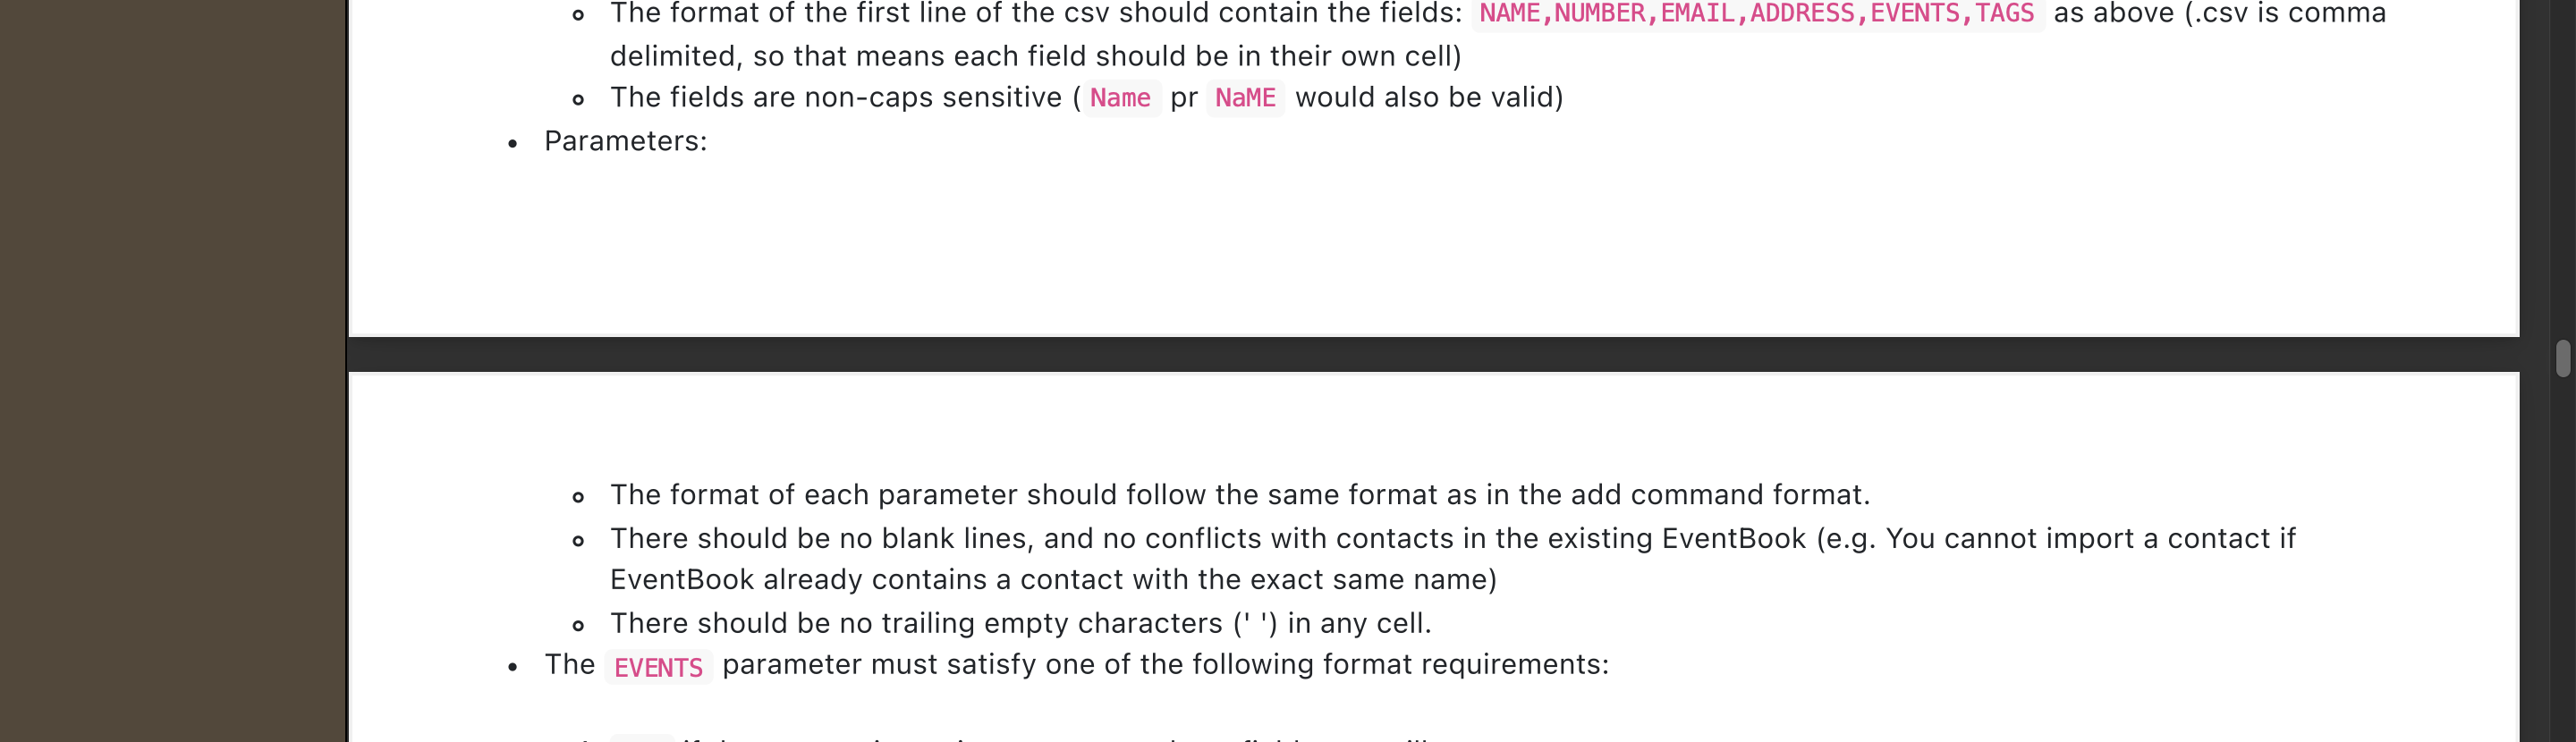 The format of the first line of the csv should contain the fields: NAME,NUMBER,EMAIL,ADDRESS,EVENTS,TAGS as above (.csv is comma
delimited, so that means each field should be in their own cell)
The fields are non-caps sensitive (Name pr NaME would also be valid)
Parameters:
The format of each parameter should follow the same format as in the add command format.
There should be no blank lines, and no conflicts with contacts in the existing EventBook (e.g. You cannot import a contact if
EventBook already contains a contact with the exact same name)
There should be no trailing empty characters (' ') in any cell.
The EVENTS parameter must satisfy one of the following format requirements: